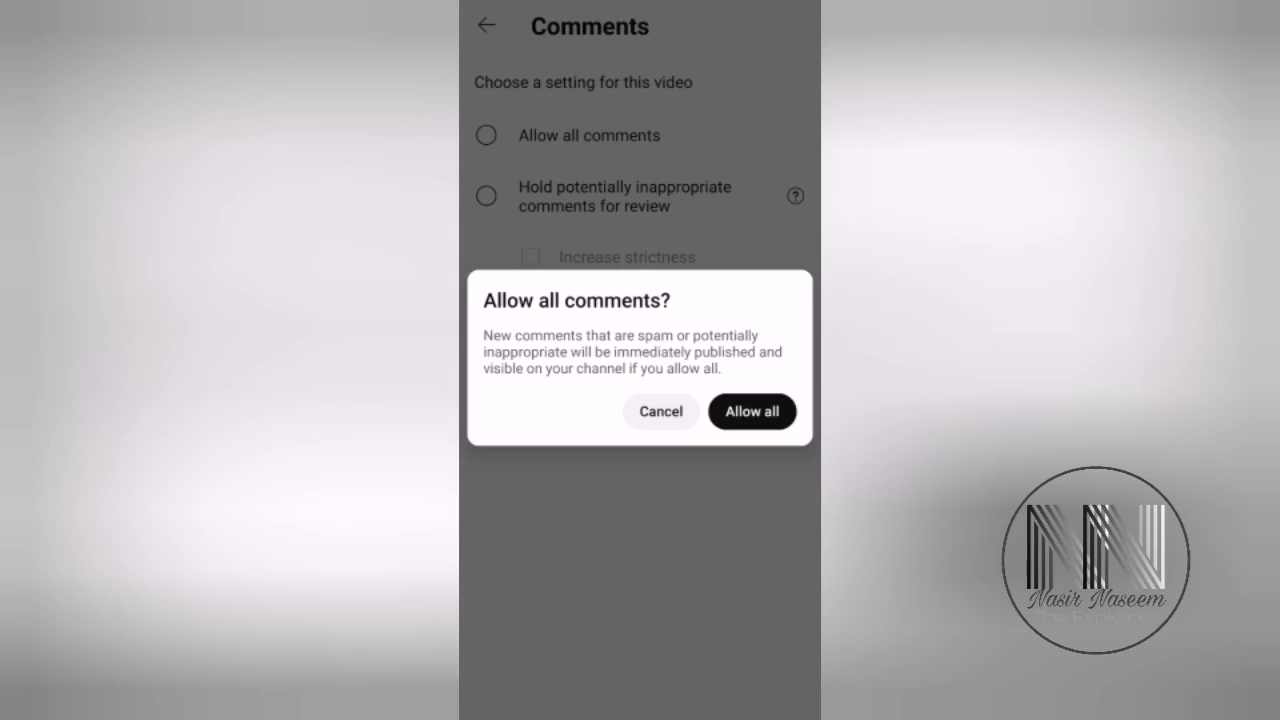 Comments
Choose a setting for this video
Allow all comments
Hold potentially inappropriate
comments for review
Increase strictness
Allow all comments?
New comments that are spam or potentially
inappropriate will be immediately published and
visible on your channel if you allow all.
Cancel Allow all
NN
Nasir Naseem